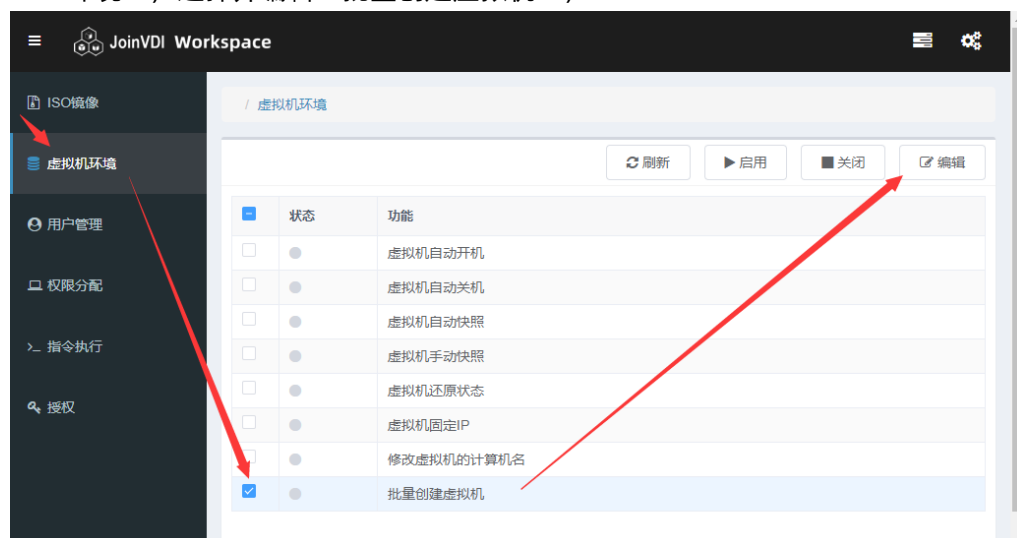 JoinVDI Workspace
ISO镜像
/ 虚拟机环境
虚拟机环境
刷新 启用 关闭 编辑
状态 功能
用户管理
虚拟机自动开机
权限分配
虚拟机自动关机
虚拟机自动快照
指令执行
虚拟机手动快照
虚拟机还原状态
授权
虚拟机固定IP
修改虚拟机的计算机名
批量创建虚拟机